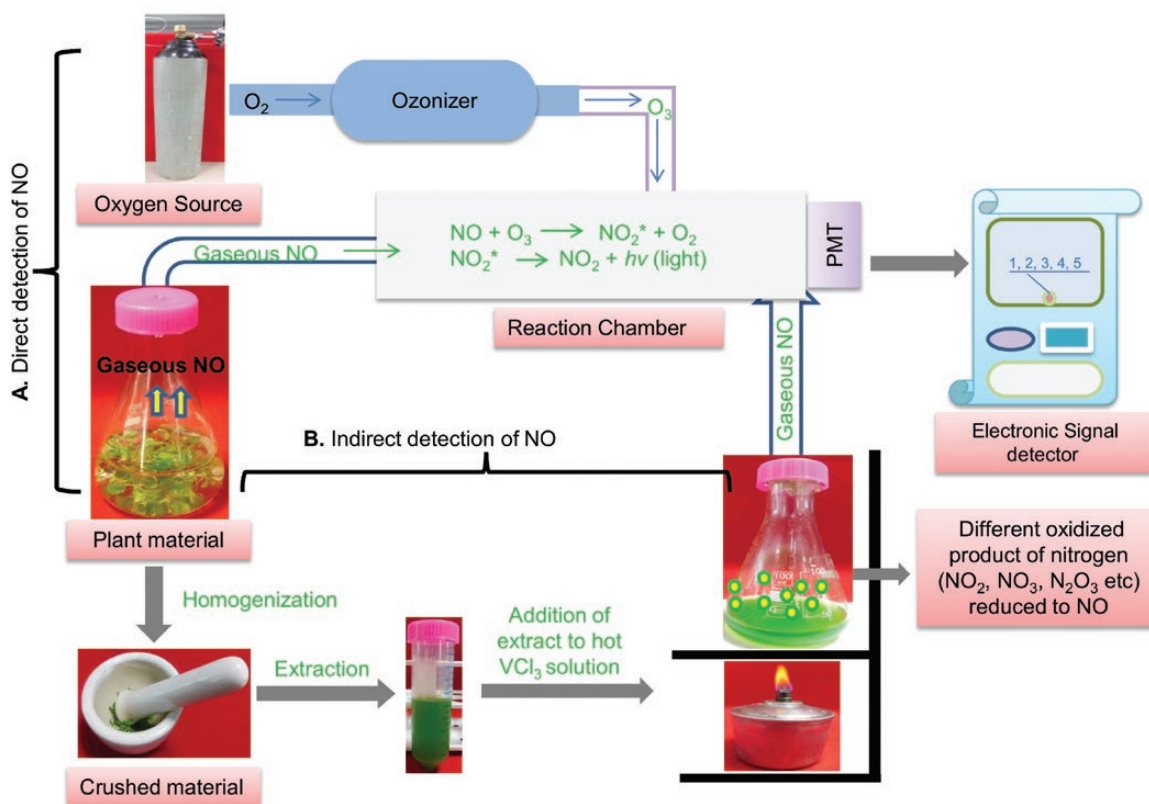 A. Direct detection of NO
O₂
Ozonizer
O₃
Oxygen Source
Gaseous NO
NO + O₃ → NO₂* + O₂
NO₂* → NO₂ + hv (light)
PMT
Reaction Chamber
1, 2, 3, 4, 5
Gaseous NO
Gaseous NO
Electronic Signal
detector
B. Indirect detection of NO
Plant material
100
100
Different oxidized
product of nitrogen
(NO₂, NO₃, N₂O₃ etc)
reduced to NO
Homogenization
Extraction
Addition of
extract to hot
VCl₃ solution
Crushed material